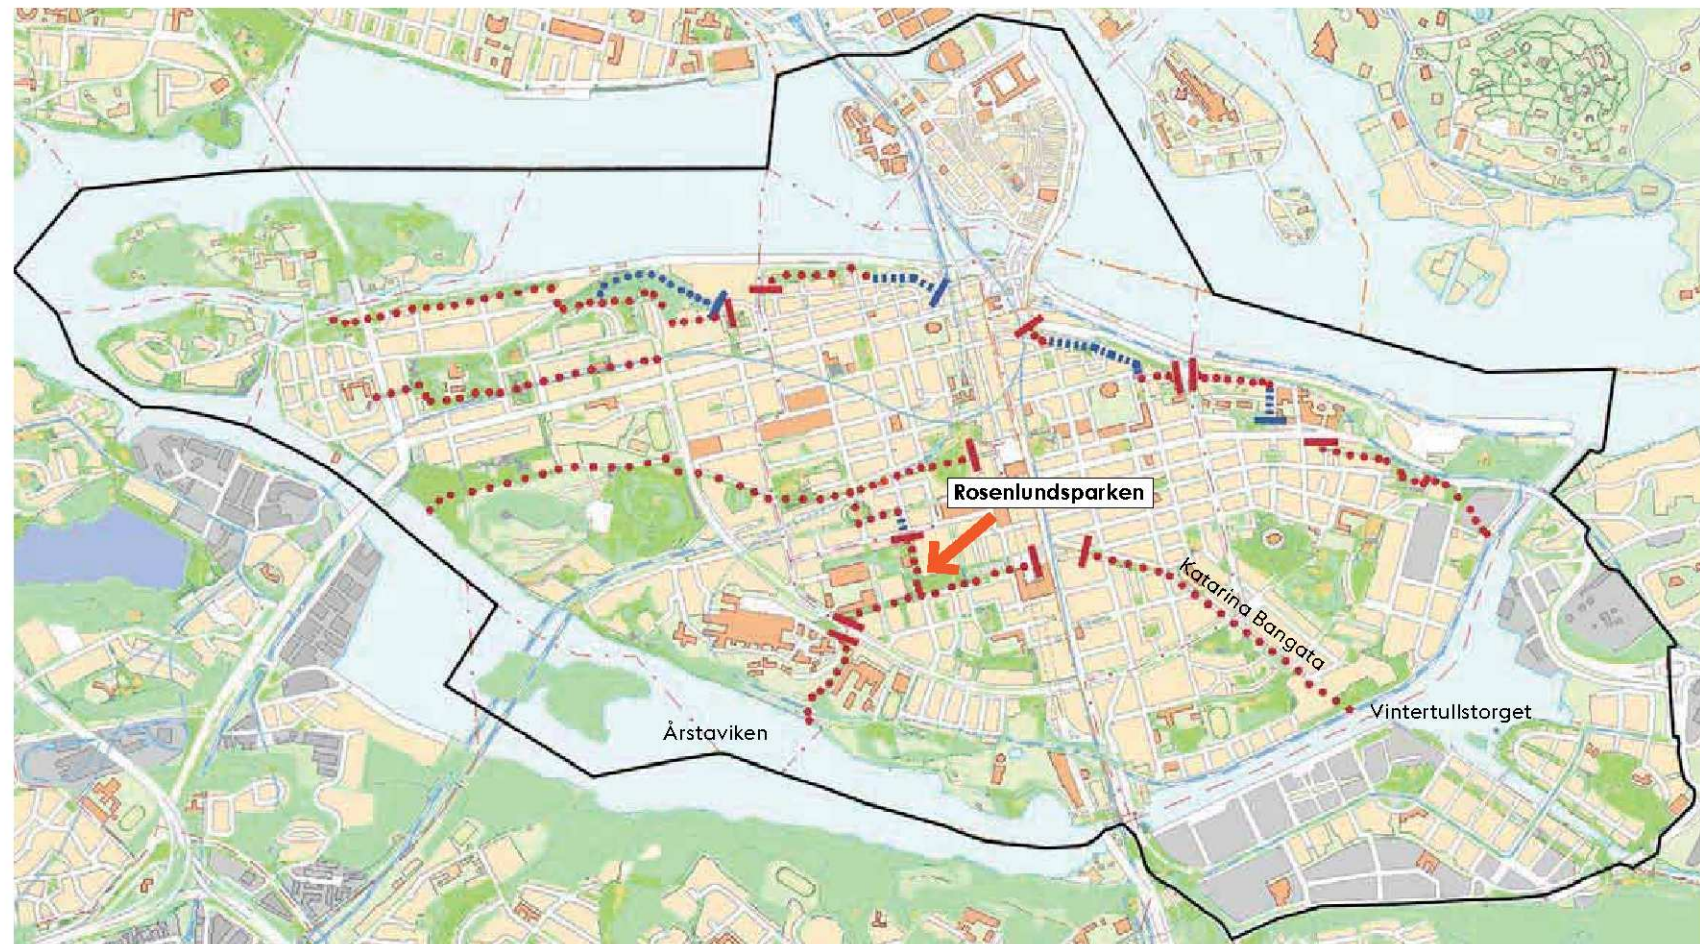 Rosenlundsparken
Katarina Bangata
Vintertullstorget
Årstaviken